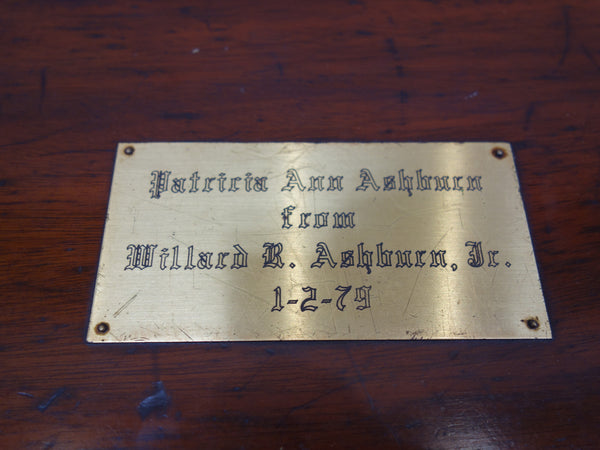 Patricia Ann Ashburn
from
Willard R. Ashburn, Jr.
1-2-79